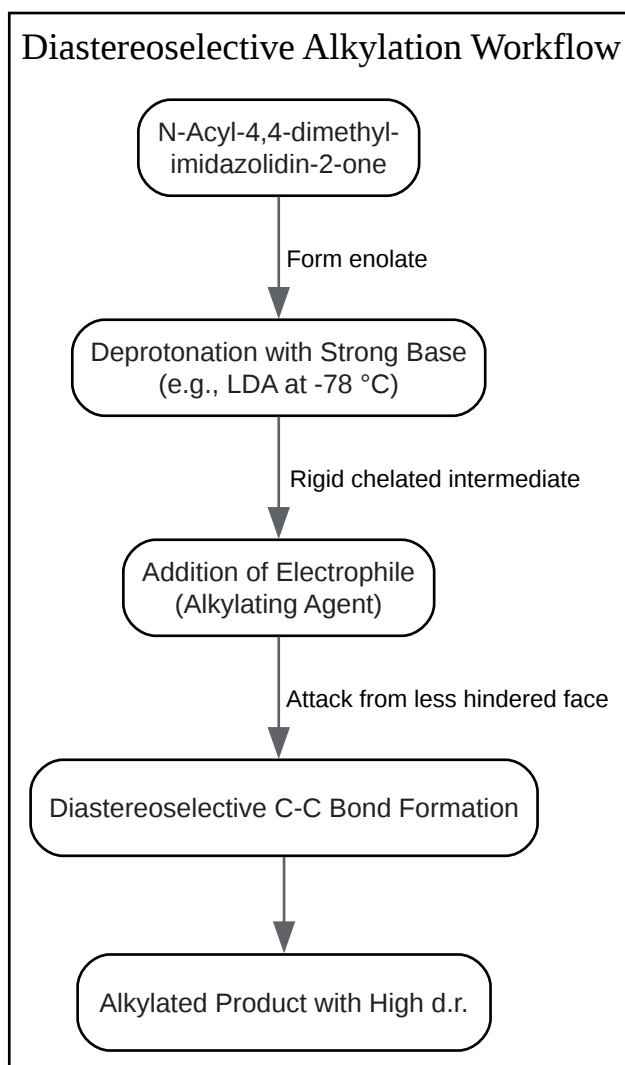 Diastereoselective Alkylation Workflow
N-Acyl-4,4-dimethyl-
imidazolidin-2-one
Form enolate
Deprotonation with Strong Base
(e.g., LDA at -78 °C)
Rigid chelated intermediate
Addition of Electrophile
(Alkylating Agent)
Attack from less hindered face
Diastereoselective C-C Bond Formation
Alkylated Product with High d.r.